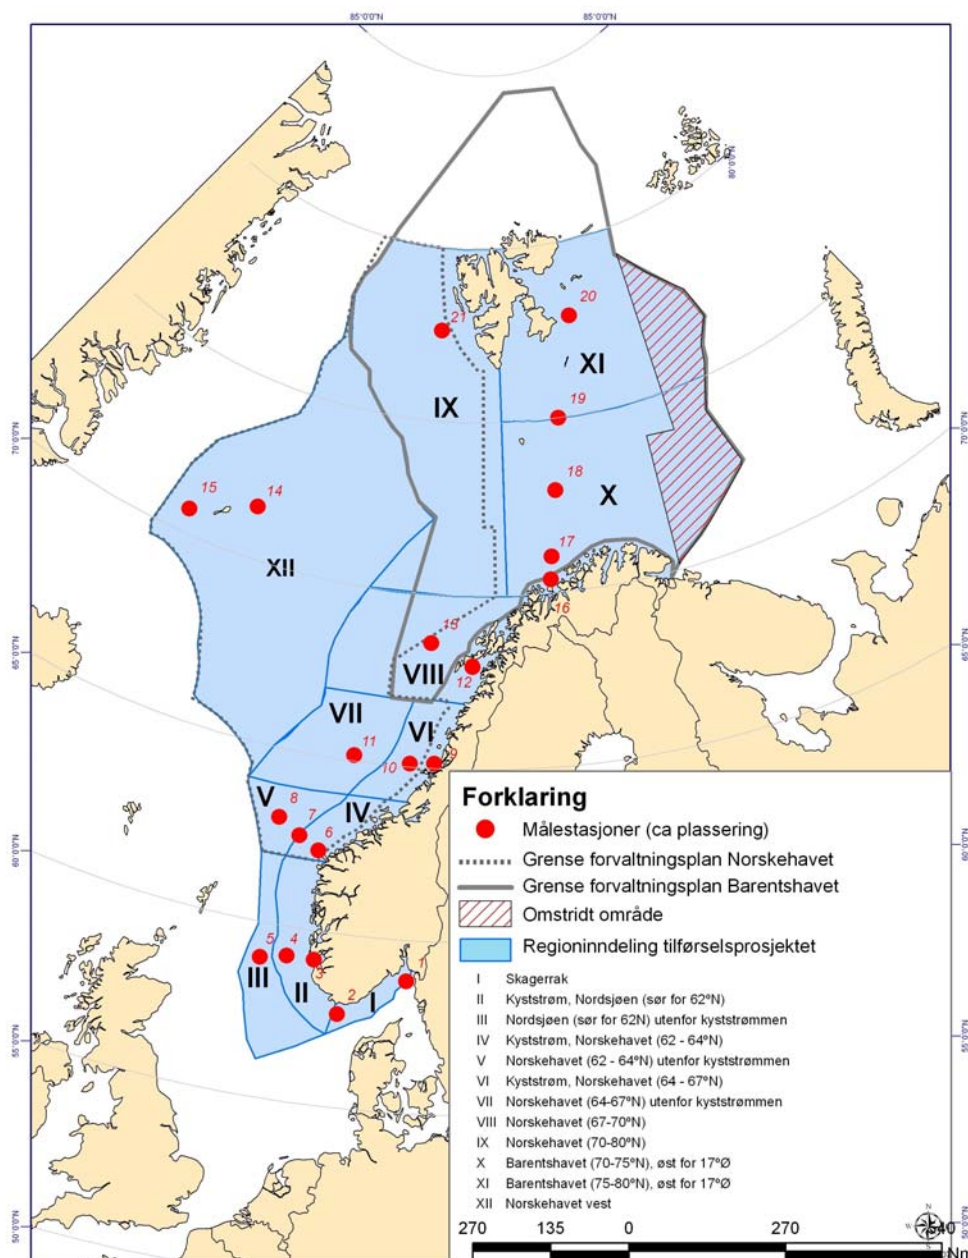 85°0'0"N 85°0'0"N
80°0'0"N
20
21
XI
IX
19
70°0'0"N 70°0'0"N
18
15 14
X
17
XII
16
13
65°0'0"N 65°0'0"N
VIII
12
VII
VI
11
10 9
V
8
7
IV
6
60°0'0"N 60°0'0"N
5 4
3
III
II
1
I
2
55°0'0"N 55°0'0"N
50°0'0"N 50°0'0"N
Forklaring
Målestasjoner (ca plassering)
Grense forvaltningsplan Norskehavet
Grense forvaltningsplan Barentshavet
Omstridt område
Regioninndeling tilførselsprosjektet
I Skagerrak
II Kyststrøm, Nordsjøen (sør for 62°N)
III Nordsjøen (sør for 62N) utenfor kyststrømmen
IV Kyststrøm, Norskehavet (62 - 64°N)
V Norskehavet (62 - 64°N) utenfor kyststrømmen
VI Kyststrøm, Norskehavet (64 - 67°N)
VII Norskehavet (64-67°N) utenfor kyststrømmen
VIII Norskehavet (67-70°N)
IX Norskehavet (70-80°N)
X Barentshavet (70-75°N), øst for 17°Ø
XI Barentshavet (75-80°N), øst for 17°Ø
XII Norskehavet vest
270 135 0 270 540